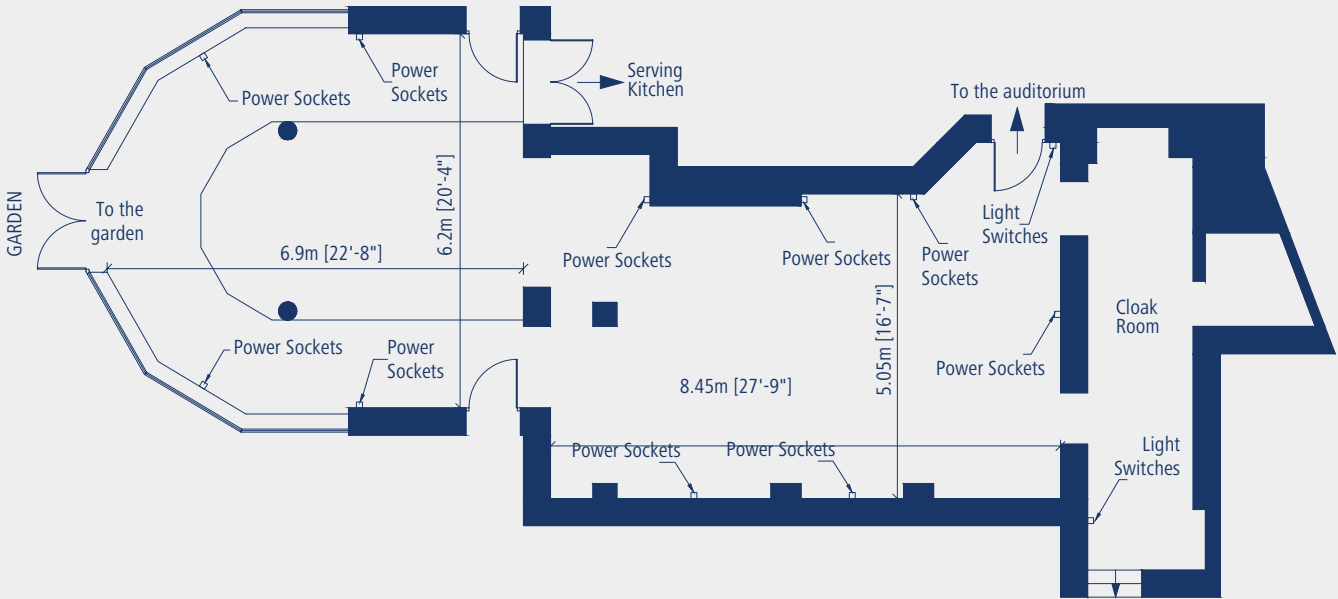 Power
Sockets
Serving
Kitchen
Power Sockets
To the auditorium
GARDEN
To the
garden
6.2m [20'-4"]
6.9m [22'-8"]
Light
Switches
Power Sockets
Power Sockets
Power
Sockets
Cloak
Room
5.05m [16'-7"]
Power Sockets
Power
Sockets
Power Sockets
8.45m [27'-9"]
Power Sockets
Power Sockets
Light
Switches